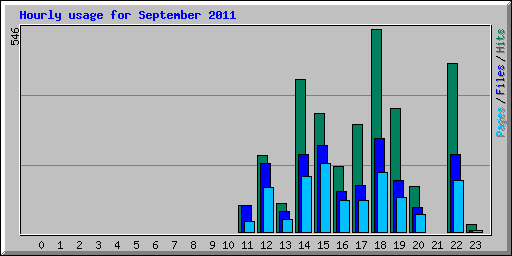 Hourly usage for September 2011
546
Pages / Files / Hits
0 1 2 3 4 5 6 7 8 9 10 11 12 13 14 15 16 17 18 19 20 21 22 23